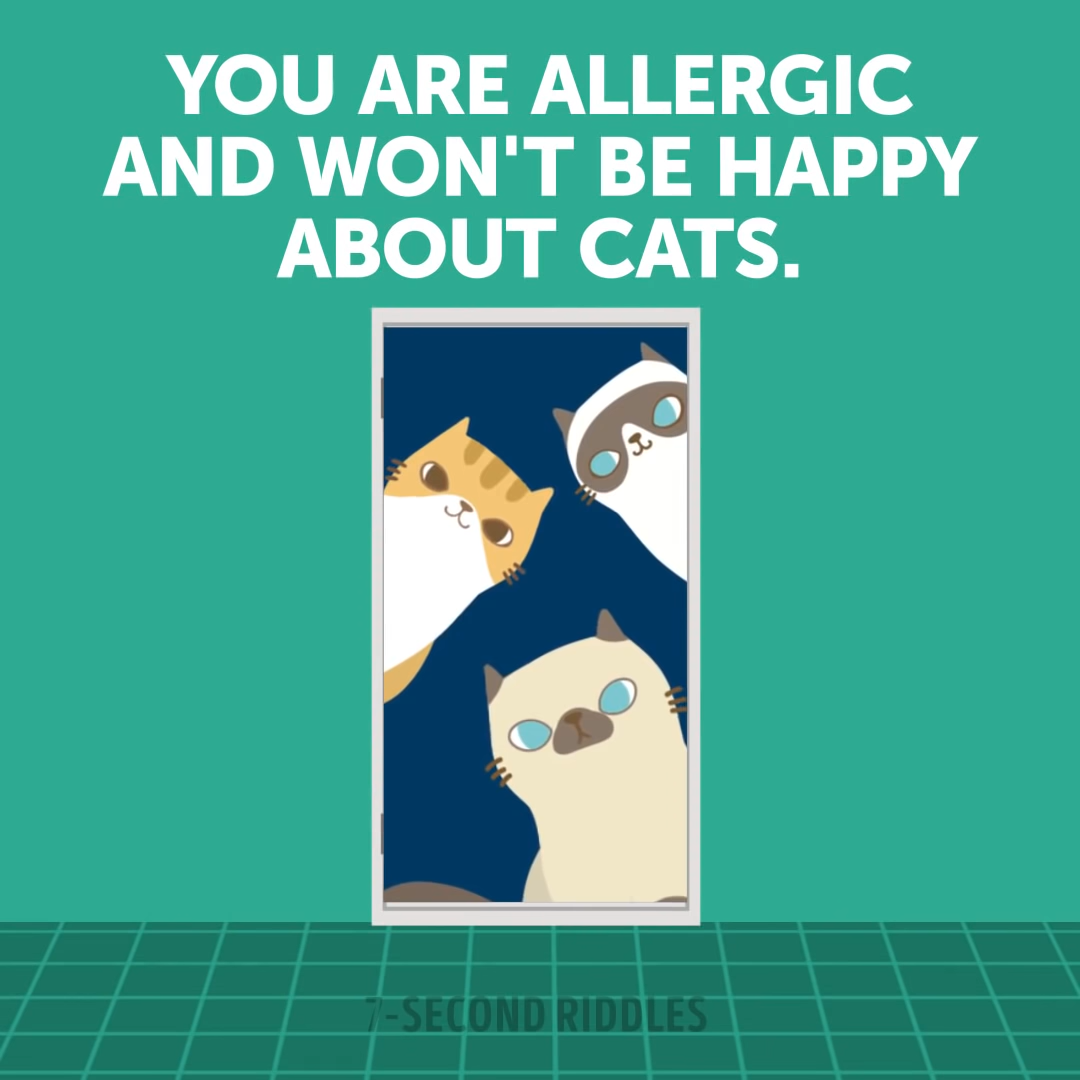 YOU ARE ALLERGIC
AND WON'T BE HAPPY
ABOUT CATS.
7-SECOND RIDDLES